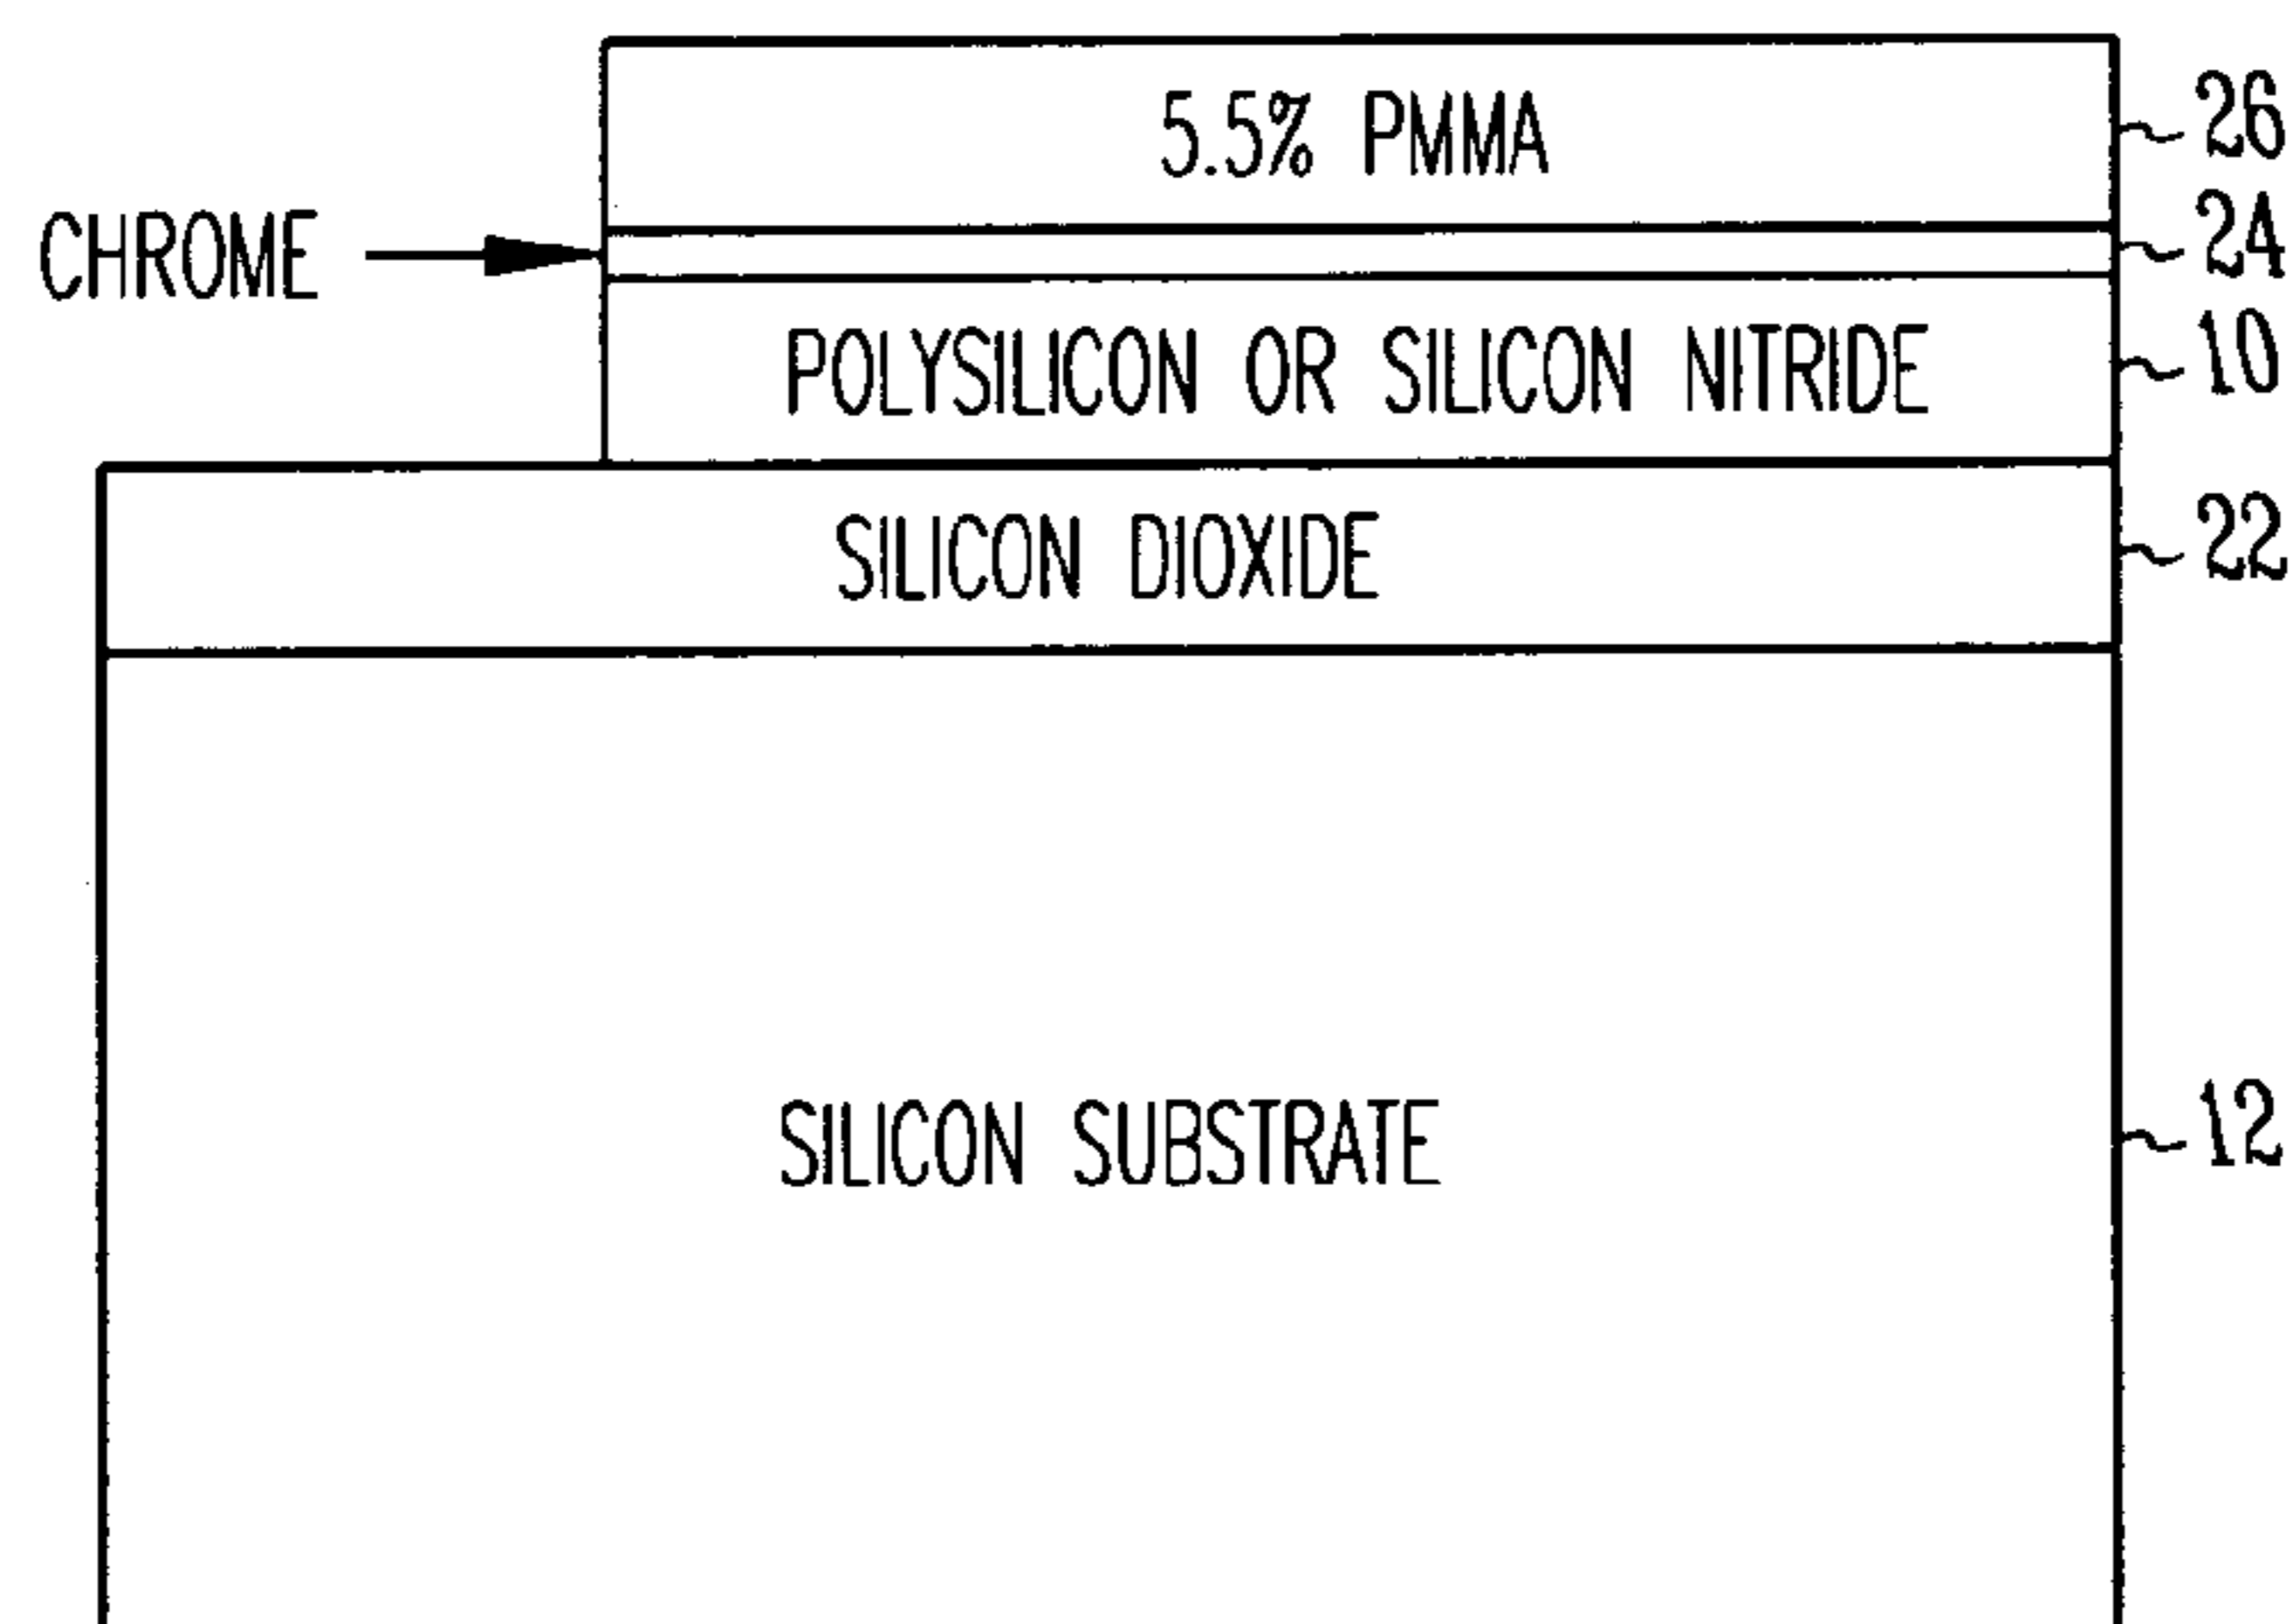 5.5% PMMA 26
CHROME 24
POLYSILICON OR SILICON NITRIDE 10
SILICON DIOXIDE 22
SILICON SUBSTRATE 12